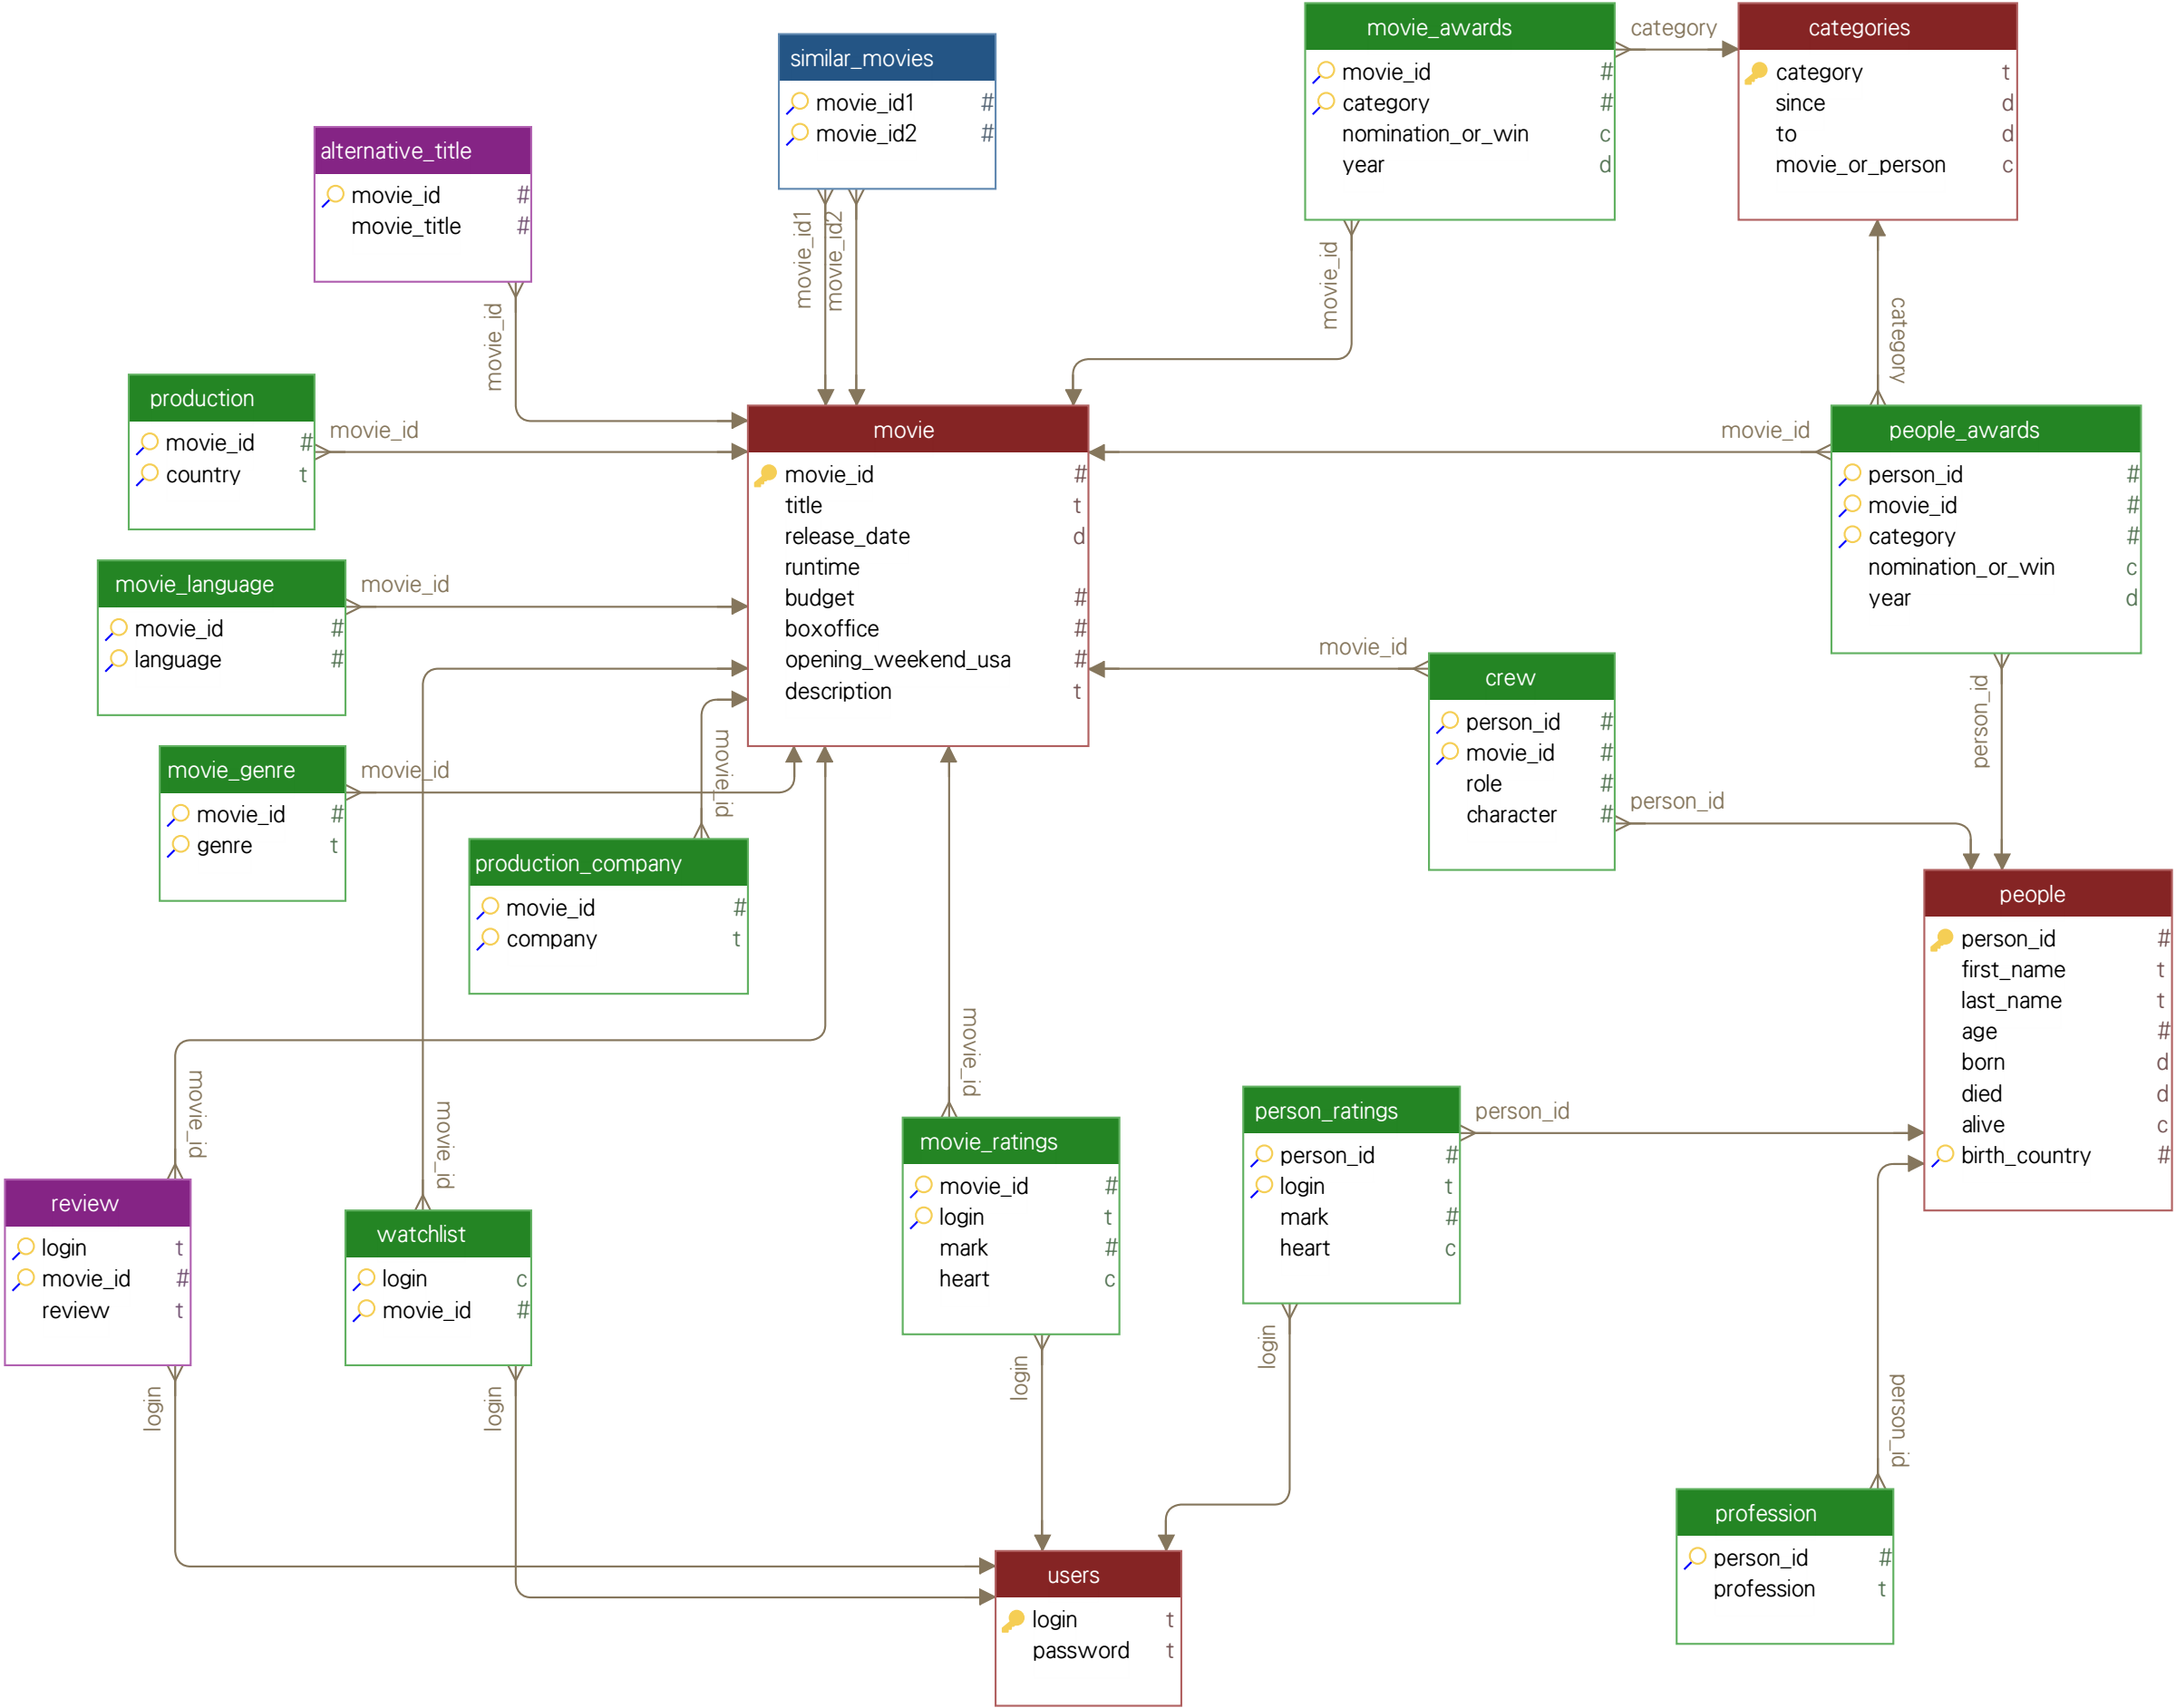 similar_movies
movie_id1 #
movie_id2 #
movie_awards
movie_id #
category #
nomination_or_win c
year d
category
categories
category t
since d
to d
movie_or_person c
alternative_title
movie_id #
movie_title #
movie_id1
movie_id2
movie_id
movie_id
category
production
movie_id #
country t
movie_id
movie
movie_id #
title t
release_date d
runtime
budget #
boxoffice #
opening_weekend_usa #
description t
movie_id
people_awards
person_id #
movie_id #
category #
nomination_or_win c
year d
movie_language
movie_id #
language #
movie_id
movie_id
crew
person_id #
movie_id #
role #
character #
person_id
person_id
movie_genre
movie_id #
genre t
movie_id
movie_id
production_company
movie_id #
company t
people
person_id #
first_name t
last_name t
age #
born d
died d
alive c
birth_country #
movie_id
movie_id
movie_id
movie_ratings
movie_id #
login t
mark #
heart c
person_ratings
person_id #
login t
mark #
heart c
person_id
review
login t
movie_id #
review t
watchlist
login c
movie_id #
login
login
login
login
person_id
profession
person_id #
profession t
users
login t
password t